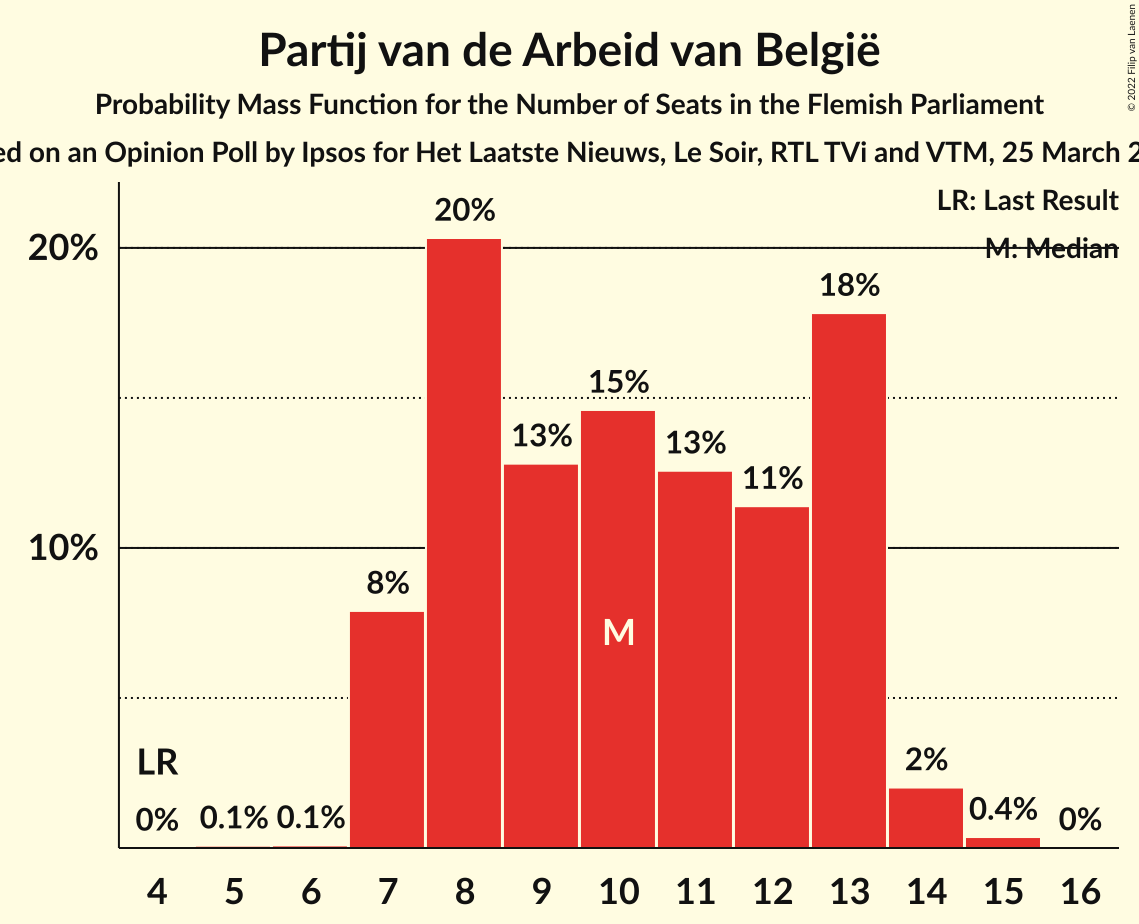 Partij van de Arbeid van België
Probability Mass Function for the Number of Seats in the Flemish Parliament
on an Opinion Poll by Ipsos for Het Laatste Nieuws, Le Soir, RTL TVi and VTM, 25 March
© 2022 Filip van Laenen
LR: Last Result
M: Median
20%
10%
20%
18%
15%
13%
13%
11%
8%
M
LR
2%
0%
0.1%
0.1%
0.4%
0%
4 5 6 7 8 9 10 11 12 13 14 15 16